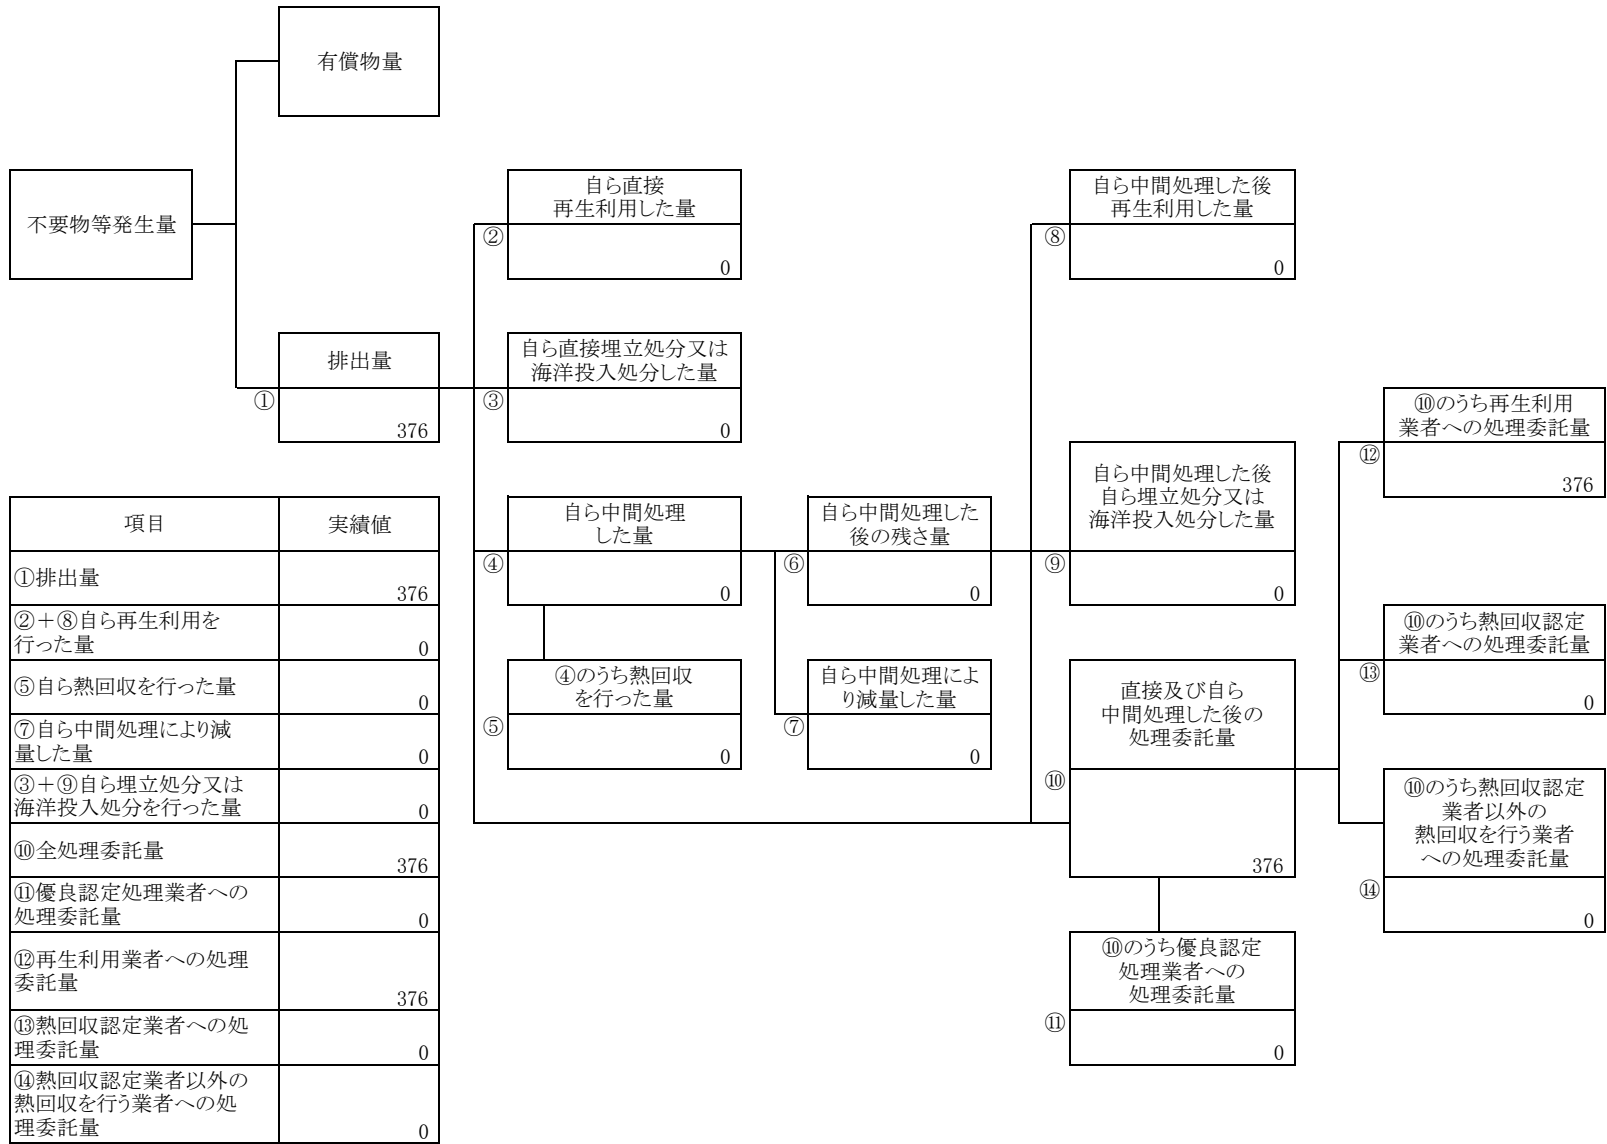 有償物量
不要物等発生量
自ら直接
再生利用した量
②
0
自ら中間処理した後
再生利用した量
⑧
0
排出量
①
376
自ら直接埋立処分又は
海洋投入処分した量
③
0
⑩のうち再生利用
業者への処理委託量
⑫
376
自ら中間処理
した量
④
0
自ら中間処理した
後の残さ量
⑥
0
自ら中間処理した後
自ら埋立処分又は
海洋投入処分した量
⑨
0
⑩のうち熱回収認定
業者への処理委託量
⑬
0
④のうち熱回収
を行った量
⑤
0
自ら中間処理によ
り減量した量
⑦
0
直接及び自ら
中間処理した後の
処理委託量
⑩
376
⑩のうち熱回収認定
業者以外の
熱回収を行う業者
への処理委託量
⑭
0
⑩のうち優良認定
処理業者への
処理委託量
⑪
0
項目 実績値
①排出量
376
②＋⑧自ら再生利用を
行った量
0
⑤自ら熱回収を行った量
0
⑦自ら中間処理により減
量した量
0
③＋⑨自ら埋立処分又は
海洋投入処分を行った量
0
⑩全処理委託量
376
⑪優良認定処理業者への
処理委託量
0
⑫再生利用業者への処理
委託量
376
⑬熱回収認定業者への処
理委託量
0
⑭熱回収認定業者以外の
熱回収を行う業者への処
理委託量
0